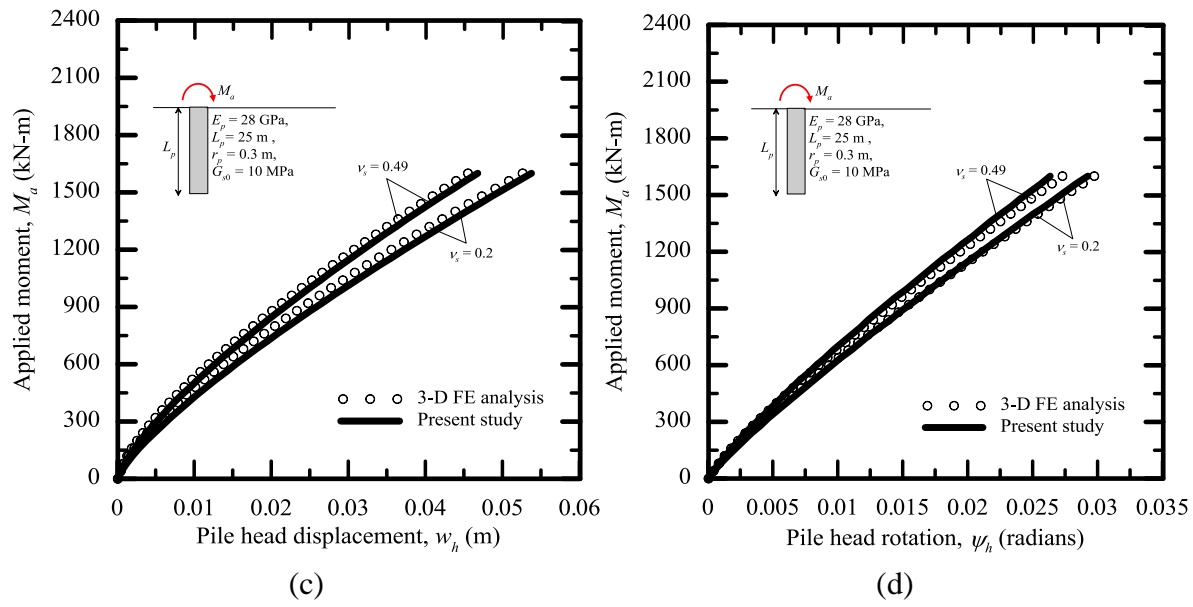 2400
2100
1800
1500
1200
900
600
300
0
Applied moment, M_a (kN-m)
M_a
L_p
E_p = 28 GPa,
L_p = 25 m ,
r_p = 0.3 m,
G_s0 = 10 MPa
ν_s = 0.49
ν_s = 0.2
3-D FE analysis
Present study
0 0.01 0.02 0.03 0.04 0.05 0.06
Pile head displacement, w_h (m)
(c)
2400
2100
1800
1500
1200
900
600
300
0
Applied moment, M_a (kN-m)
M_a
L_p
E_p = 28 GPa,
L_p = 25 m ,
r_p = 0.3 m,
G_s0 = 10 MPa
ν_s = 0.49
ν_s = 0.2
3-D FE analysis
Present study
0 0.005 0.01 0.015 0.02 0.025 0.03 0.035
Pile head rotation, ψ_h (radians)
(d)